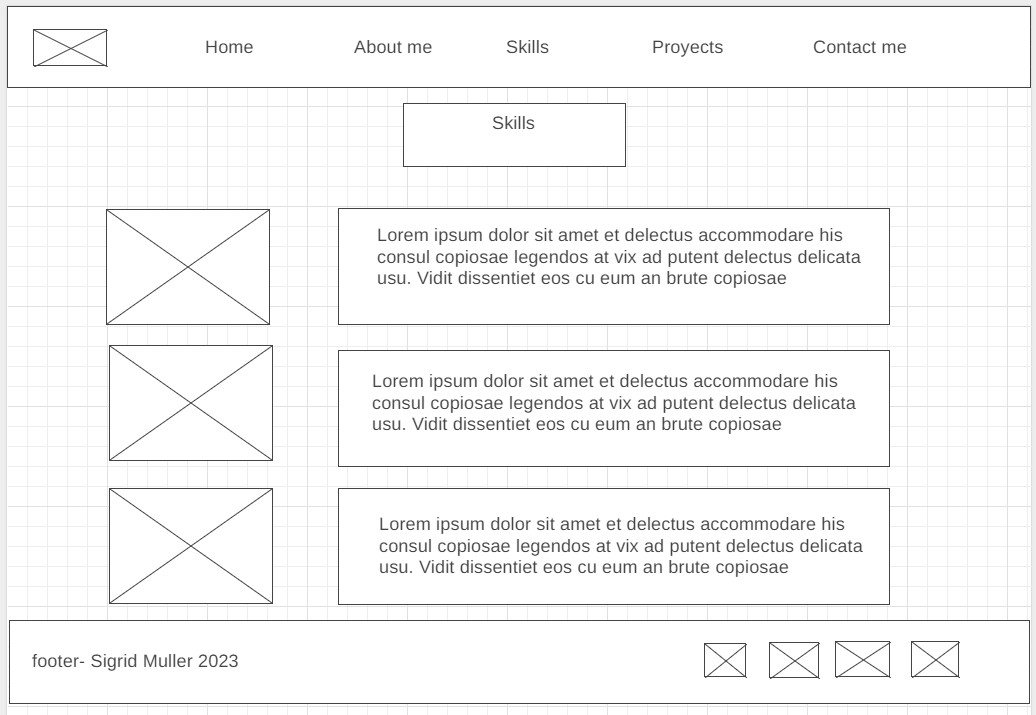 Home About me Skills Proyects Contact me
Skills
Lorem ipsum dolor sit amet et delectus accommodare his
consul copiosae legendos at vix ad putent delectus delicata
usu. Vidit dissentiet eos cu eum an brute copiosae
Lorem ipsum dolor sit amet et delectus accommodare his
consul copiosae legendos at vix ad putent delectus delicata
usu. Vidit dissentiet eos cu eum an brute copiosae
Lorem ipsum dolor sit amet et delectus accommodare his
consul copiosae legendos at vix ad putent delectus delicata
usu. Vidit dissentiet eos cu eum an brute copiosae
footer- Sigrid Muller 2023